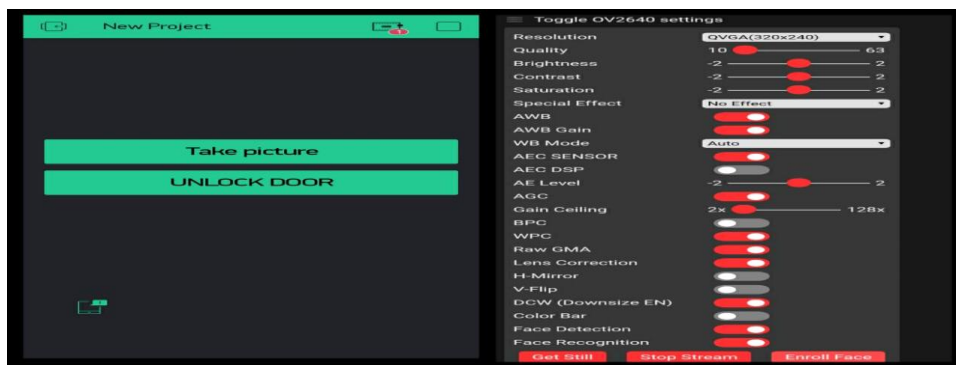 New Project
Take picture
UNLOCK DOOR
Toggle OV2640 settings
Resolution QVGA(320x240)
Quality 10 63
Brightness -2 2
Contrast -2 2
Saturation -2 2
Special Effect No Effect
AWB
AWB Gain
WB Mode Auto
AEC SENSOR
AEC DSP
AE Level -2 2
AGC
Gain Ceiling 2x 128x
BPC
WPC
Raw GMA
Lens Correction
H-Mirror
V-Flip
DCW (Downsize EN)
Color Bar
Face Detection
Face Recognition
Get Still Stop Stream Enroll Face